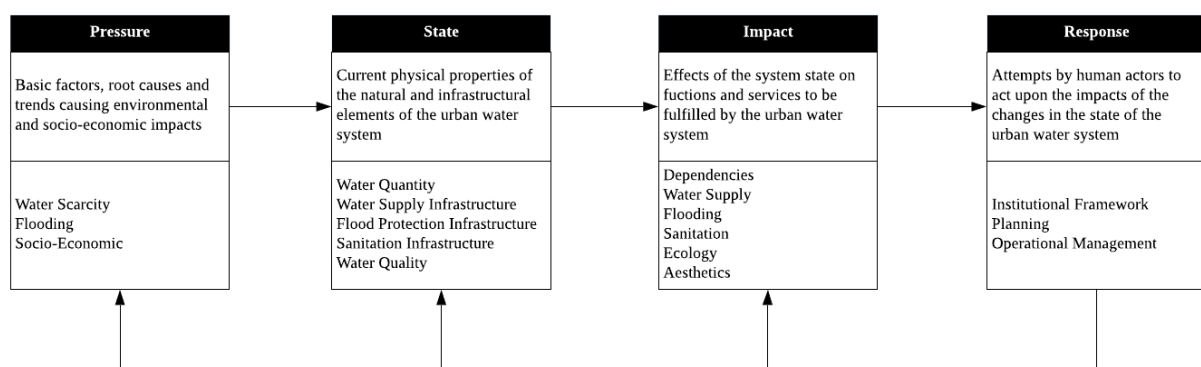 Pressure
Basic factors, root causes and
trends causing environmental
and socio-economic impacts
Water Scarcity
Flooding
Socio-Economic
State
Current physical properties of
the natural and infrastructural
elements of the urban water
system
Water Quantity
Water Supply Infrastructure
Flood Protection Infrastructure
Sanitation Infrastructure
Water Quality
Impact
Effects of the system state on
fuctions and services to be
fulfilled by the urban water
system
Dependencies
Water Supply
Flooding
Sanitation
Ecology
Aesthetics
Response
Attempts by human actors to
act upon the impacts of the
changes in the state of the
urban water system
Institutional Framework
Planning
Operational Management